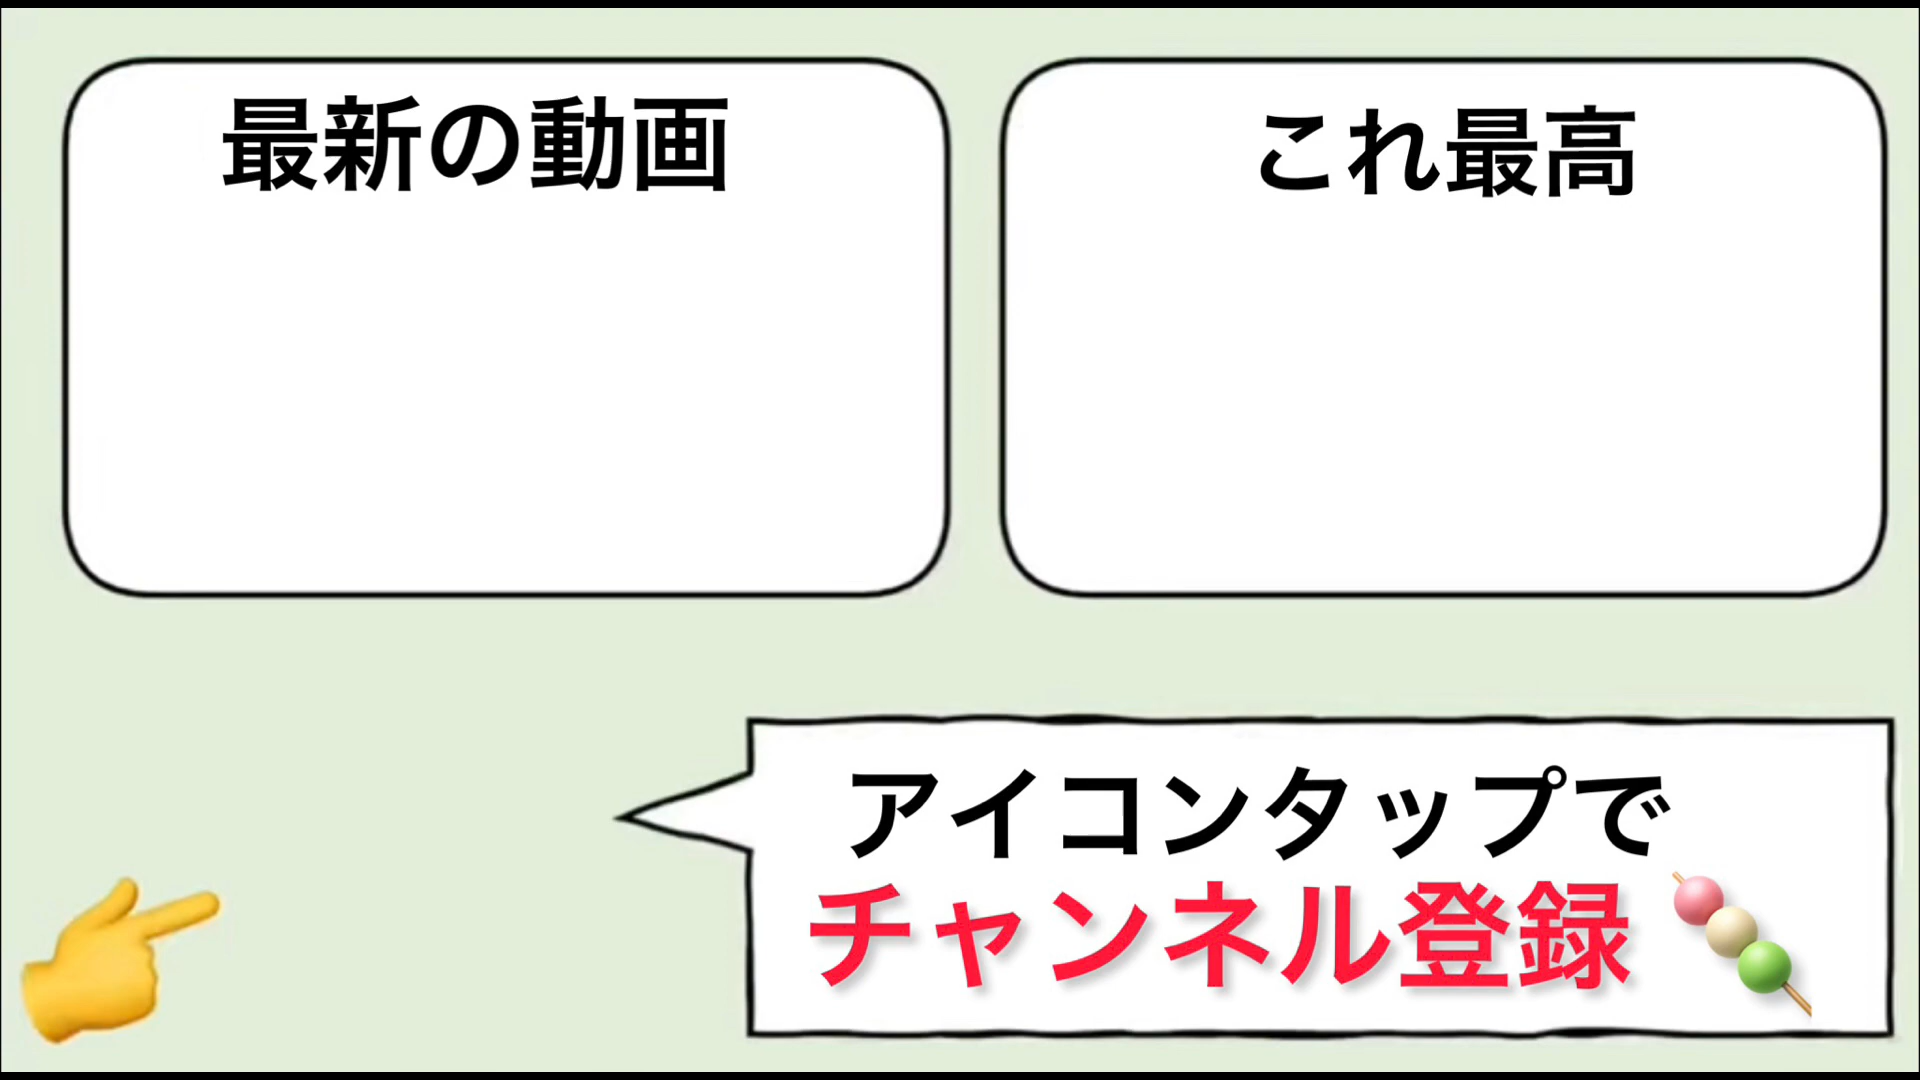 最新の動画
これ最高
アイコンタップで
チャンネル登録